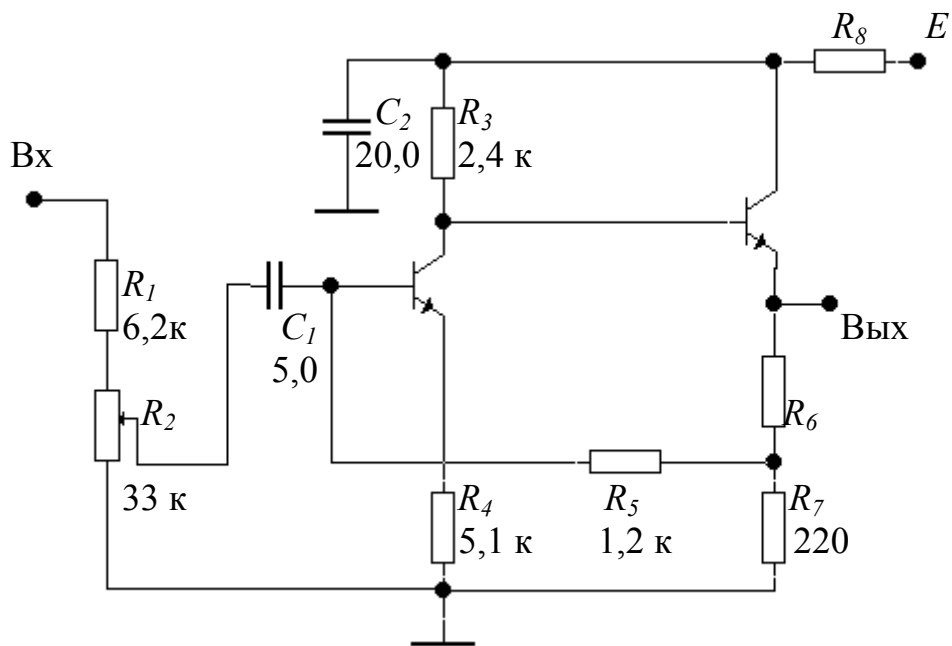 R8
E
C2
20,0
R3
2,4 к
Вх
R1
6,2к
C1
5,0
Вых
R2
33 к
R6
R4
5,1 к
R5
1,2 к
R7
220